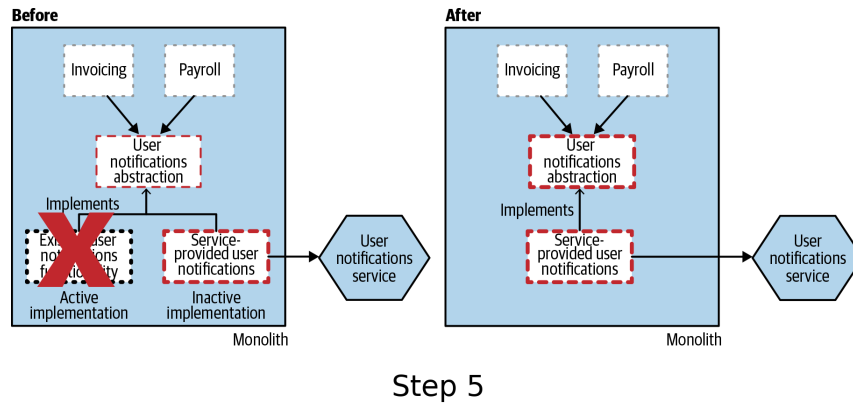 Before
Invoicing
Payroll
User
notifications
abstraction
Implements
user
Service-
provided user
notifications
Active
implementation
Inactive
implementation
User
notifications
service
Monolith
After
Invoicing
Payroll
User
notifications
abstraction
Implements
Service-
provided user
notifications
User
notifications
service
Monolith
Step 5